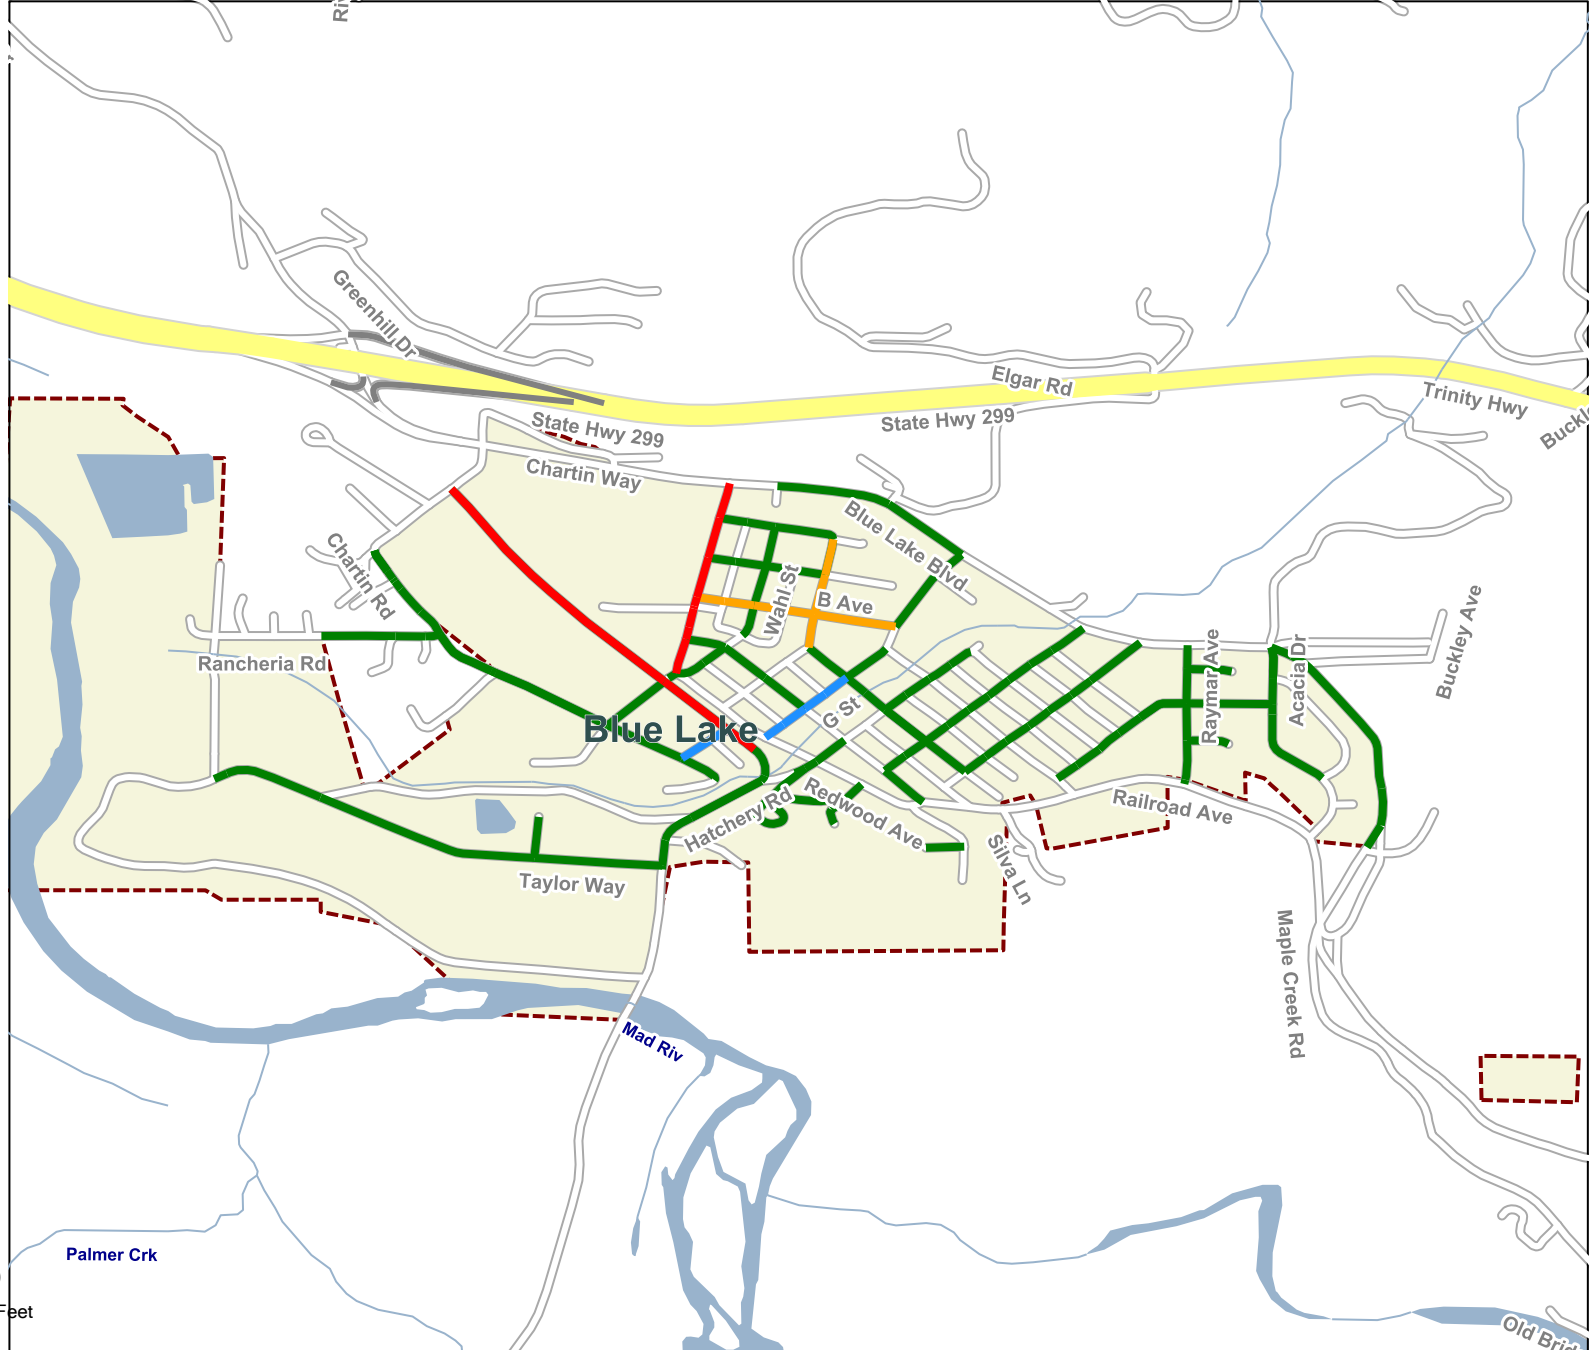 Greenhill Dr
Elgar Rd
Trinity Hwy
State Hwy 299
State Hwy 299
Chartin Way
Blue Lake Blvd
Chartin Rd
Wahl St
B Ave
Buckley Ave
Rancheria Rd
Raymar Ave
Acacia Dr
G St
Blue Lake
Hatchery Rd
Redwood Ave
Railroad Ave
Silva Ln
Taylor Way
Maple Creek Rd
Mad Riv
Palmer Crk
Feet
Old Brid